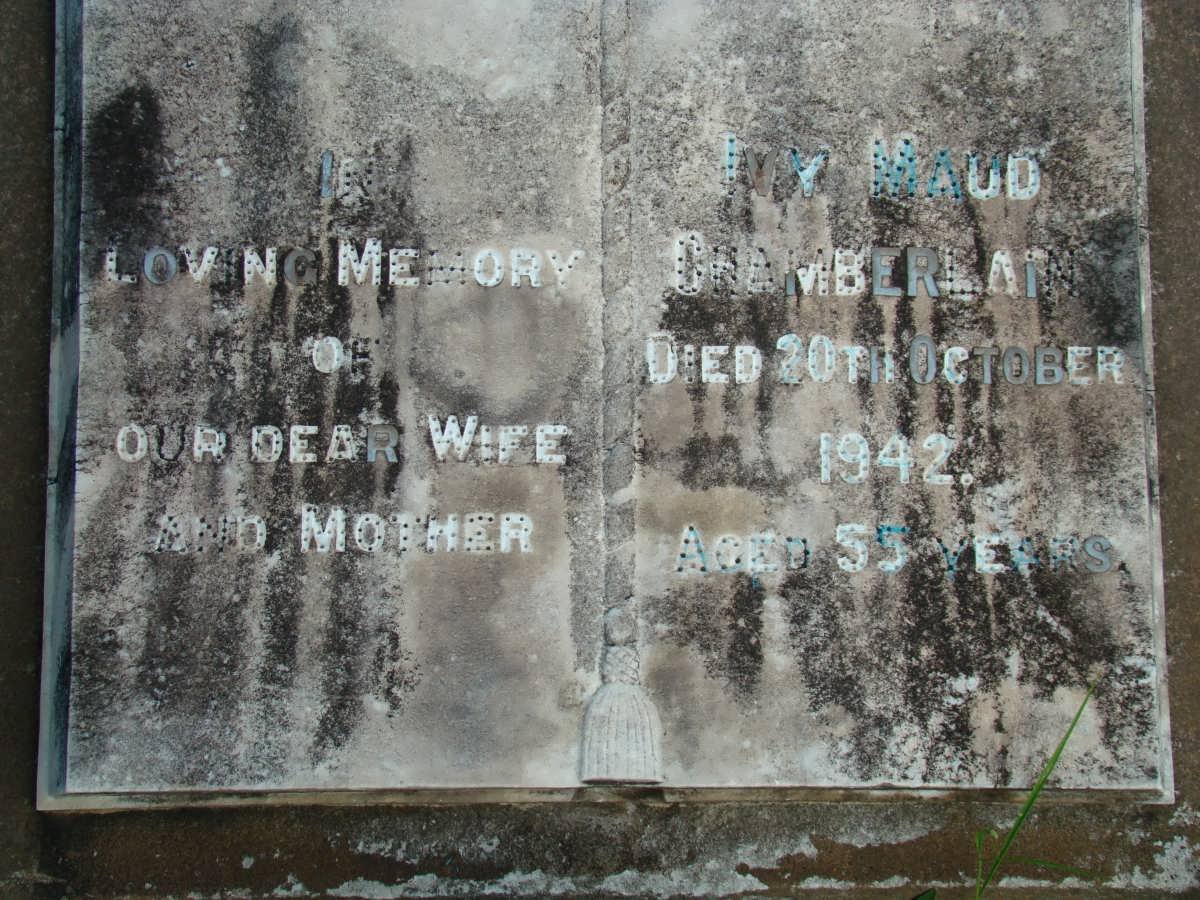 IN
LOVING MEMORY
OF
OUR DEAR WIFE
AND MOTHER
IVY MAUD
CHAMBERLAIN
DIED 20TH OCTOBER
1942.
AGED 55 YEARS